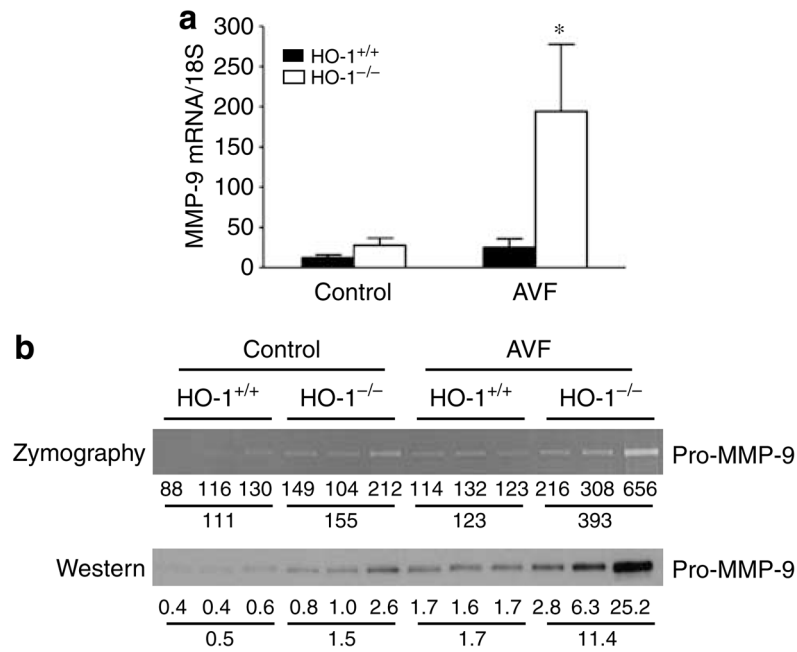 a
MMP-9 mRNA/18S
300
250
200
150
100
50
0
HO-1+/+
HO-1−/−
*
Control AVF
b
Control AVF
HO-1+/+ HO-1−/− HO-1+/+ HO-1−/−
Zymography Pro-MMP-9
88 116 130 149 104 212 114 132 123 216 308 656
111 155 123 393
Western Pro-MMP-9
0.4 0.4 0.6 0.8 1.0 2.6 1.7 1.6 1.7 2.8 6.3 25.2
0.5 1.5 1.7 11.4